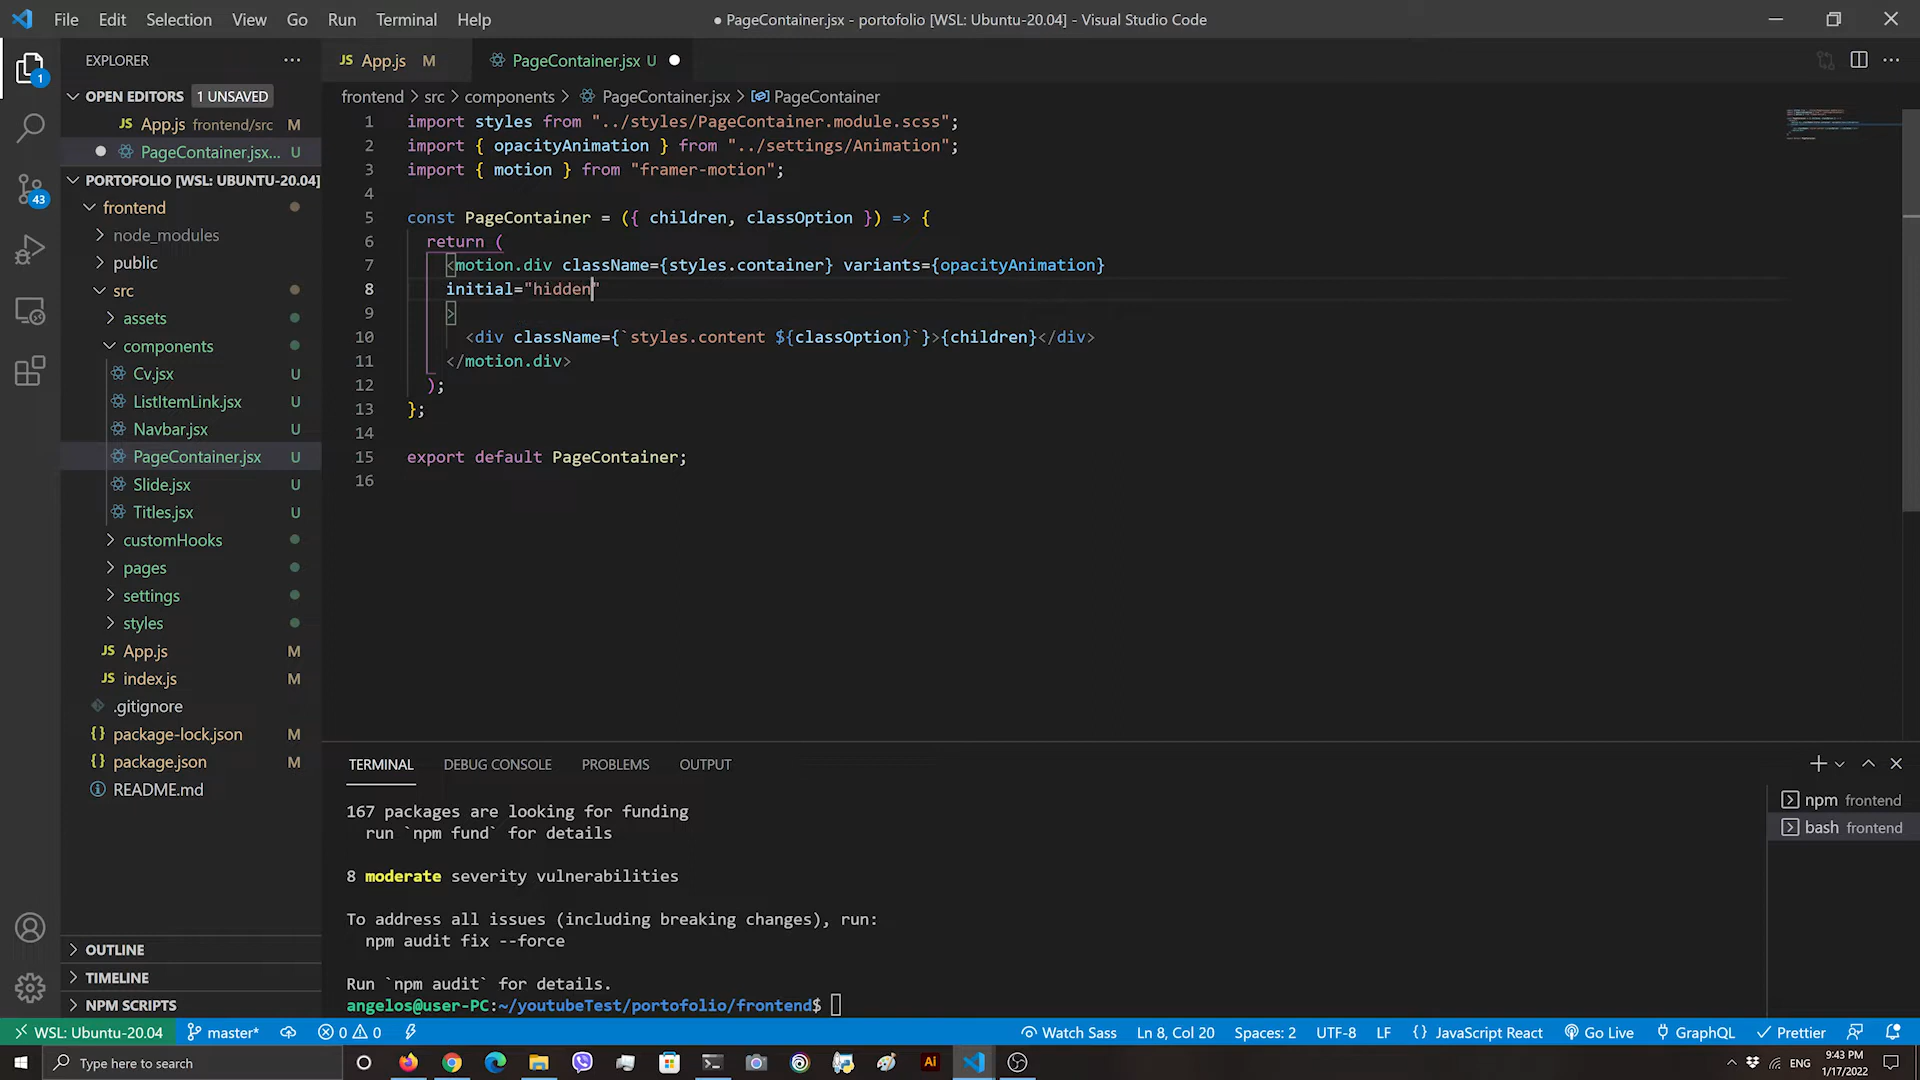 File Edit Selection View Go Run Terminal Help
● PageContainer.jsx - portofolio [WSL: Ubuntu-20.04] - Visual Studio Code
EXPLORER
OPEN EDITORS 1 UNSAVED
JS App.js frontend/src M
PageContainer.jsx... U
PORTOFOLIO [WSL: UBUNTU-20.04]
frontend
node_modules
public
src
assets
components
Cv.jsx U
ListItemLink.jsx U
Navbar.jsx U
PageContainer.jsx U
Slide.jsx U
Titles.jsx U
customHooks
pages
settings
styles
JS App.js M
JS index.js M
.gitignore
{} package-lock.json M
{} package.json M
README.md
OUTLINE
TIMELINE
NPM SCRIPTS
1
43
JS App.js M
PageContainer.jsx U
frontend > src > components > PageContainer.jsx > PageContainer
1 import styles from "../styles/PageContainer.module.scss";
2 import { opacityAnimation } from "../settings/Animation";
3 import { motion } from "framer-motion";
4
5 const PageContainer = ({ children, classOption }) => {
6 return (
7 <motion.div className={styles.container} variants={opacityAnimation}
8 initial="hidden"
9 >
10 <div className={`styles.content ${classOption}`}>{children}</div>
11 </motion.div>
12 );
13 };
14
15 export default PageContainer;
16
TERMINAL DEBUG CONSOLE PROBLEMS OUTPUT
167 packages are looking for funding
run `npm fund` for details
8 moderate severity vulnerabilities
To address all issues (including breaking changes), run:
npm audit fix --force
Run `npm audit` for details.
angelos@user-PC:~/youtubeTest/portofolio/frontend$
npm frontend
bash frontend
WSL: Ubuntu-20.04 master* 0 0 Watch Sass Ln 8, Col 20 Spaces: 2 UTF-8 LF {} JavaScript React Go Live GraphQL Prettier
Type here to search
Ai
ENG
9:43 PM
1/17/2022